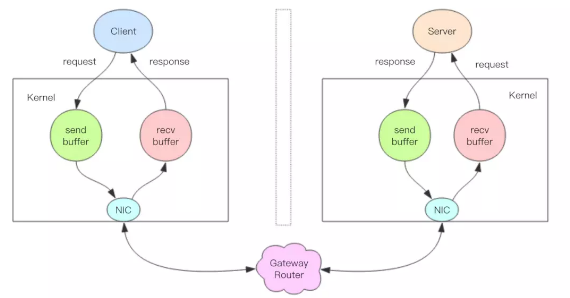 Client
Server
request
response
response
request
Kernel
Kernel
send
buffer
recv
buffer
send
buffer
recv
buffer
NIC
NIC
Gateway
Router